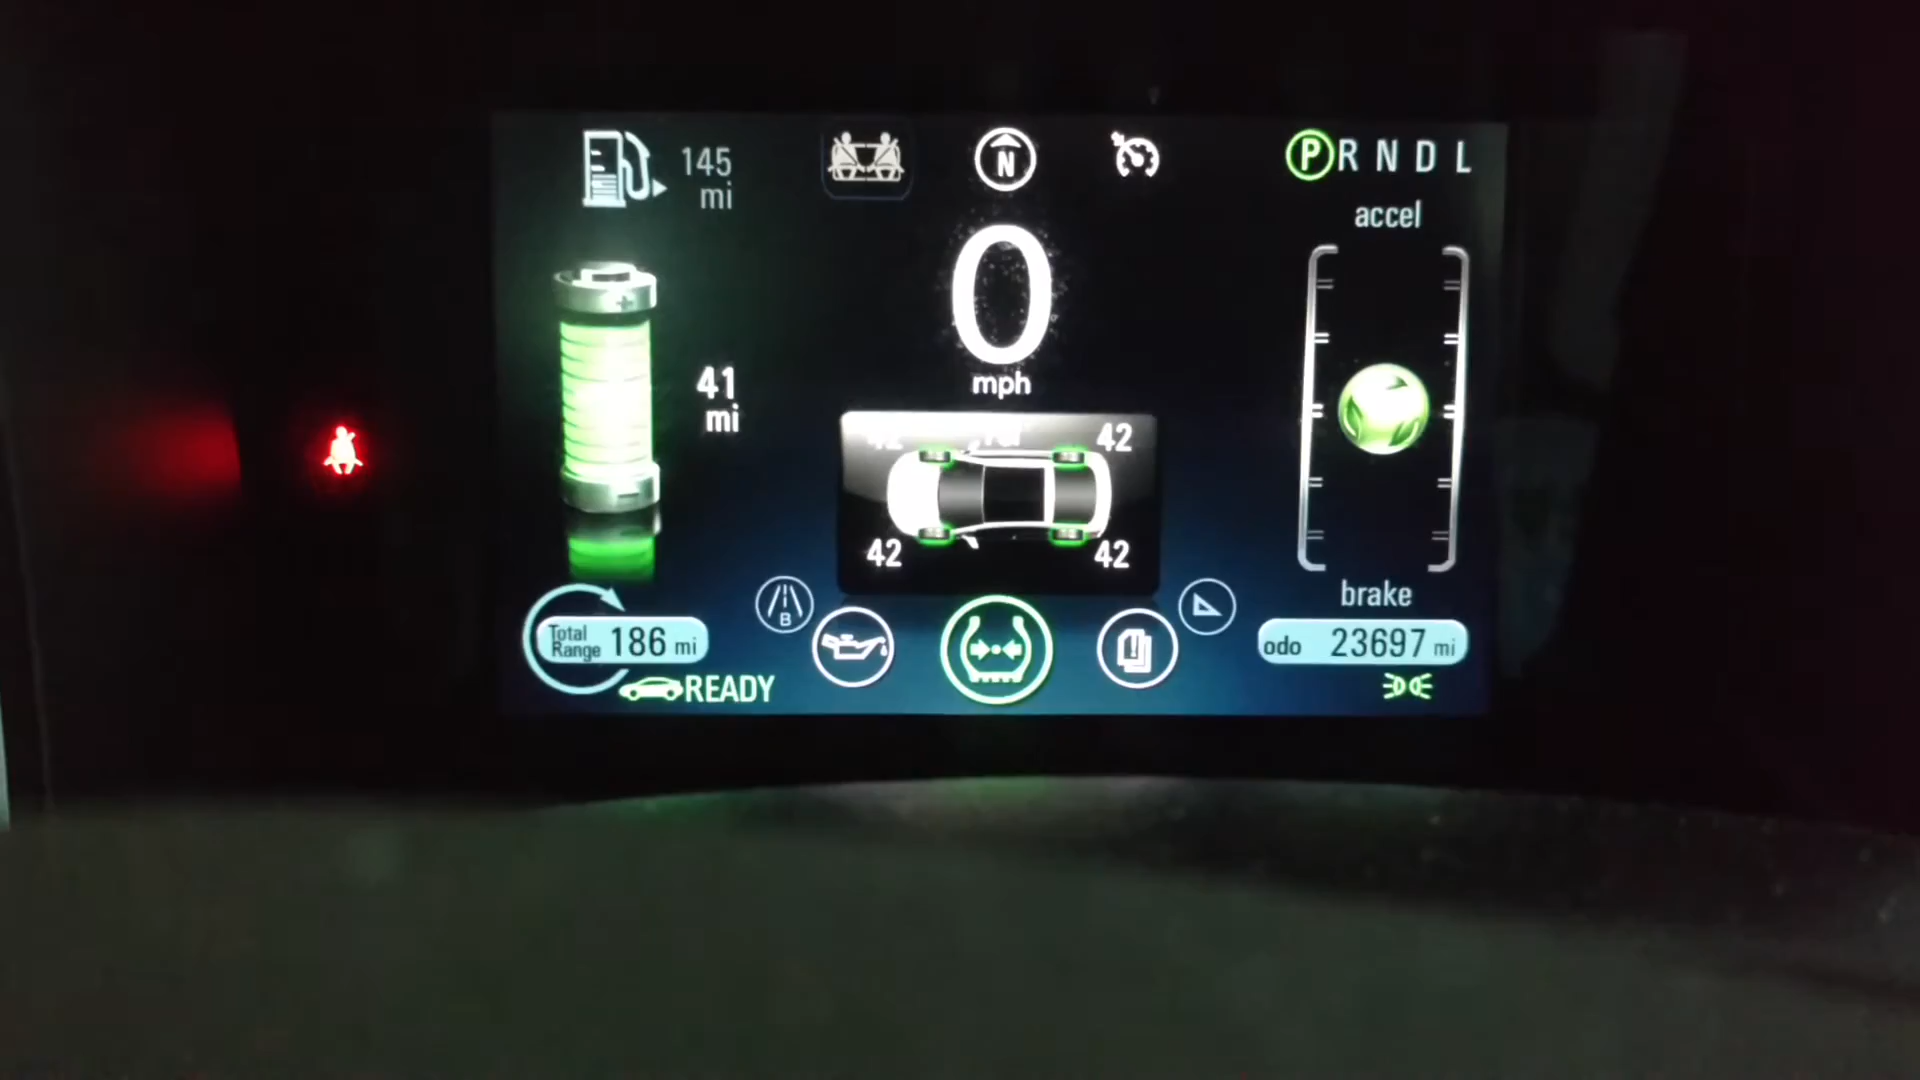 145
mi
N
P R N D L
accel
0
mph
41
mi
42
42
42
42
B
brake
Total
Range 186 mi
odo 23697 mi
READY